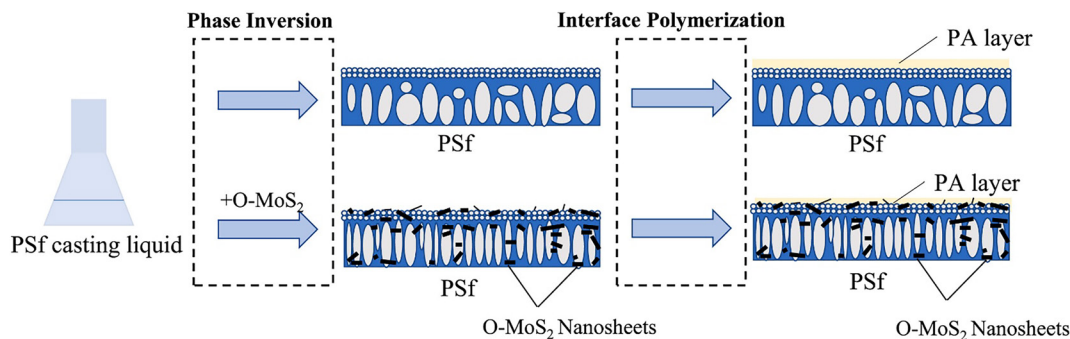 Phase Inversion
Interface Polymerization
PA layer
PSf
PSf
+O-MoS₂
PA layer
PSf casting liquid
PSf
PSf
O-MoS₂ Nanosheets
O-MoS₂ Nanosheets